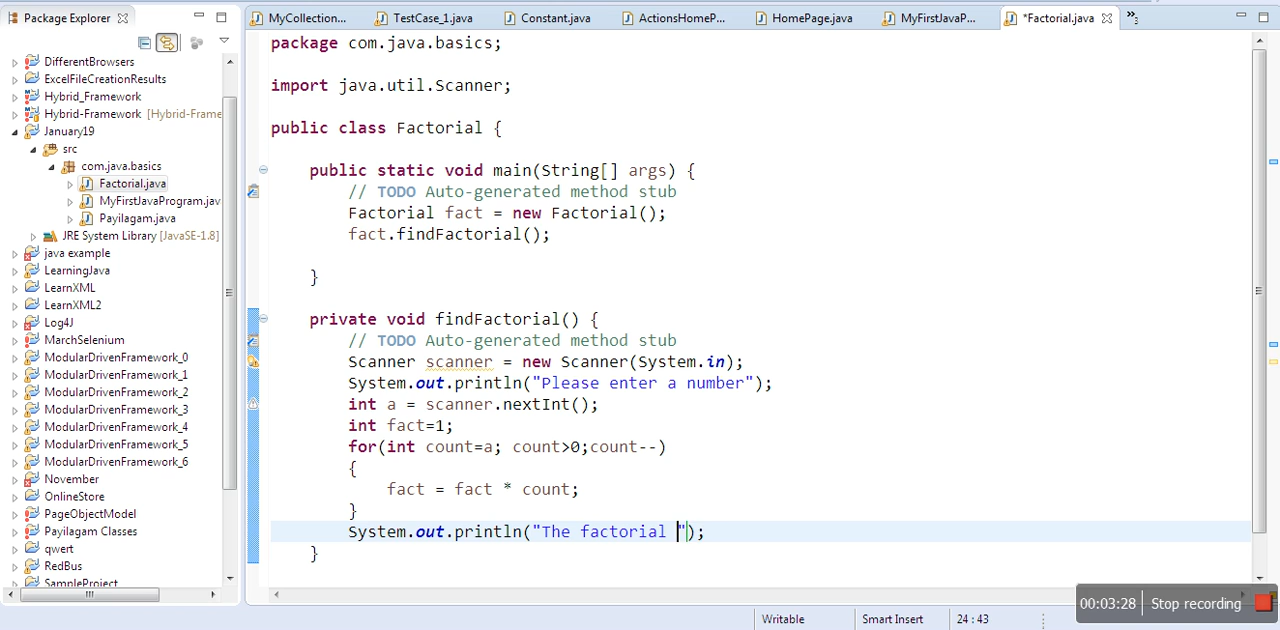 Package Explorer
MyCollection...
TestCase_1.java
Constant.java
ActionsHomeP...
HomePage.java
MyFirstJavaP...
*Factorial.java
»3
DifferentBrowsers
ExcelFileCreationResults
Hybrid_Framework
Hybrid-Framework [Hybrid-Frame
January19
src
com.java.basics
Factorial.java
MyFirstJavaProgram.jav
Payilagam.java
JRE System Library [JavaSE-1.8]
java example
LearningJava
LearnXML
LearnXML2
Log4J
MarchSelenium
ModularDrivenFramework_0
ModularDrivenFramework_1
ModularDrivenFramework_2
ModularDrivenFramework_3
ModularDrivenFramework_4
ModularDrivenFramework_5
ModularDrivenFramework_6
November
OnlineStore
PageObjectModel
Payilagam Classes
qwert
RedBus
SampleProject
package com.java.basics;
import java.util.Scanner;
public class Factorial {
public static void main(String[] args) {
// TODO Auto-generated method stub
Factorial fact = new Factorial();
fact.findFactorial();
}
private void findFactorial() {
// TODO Auto-generated method stub
Scanner scanner = new Scanner(System.in);
System.out.println("Please enter a number");
int a = scanner.nextInt();
int fact=1;
for(int count=a; count>0;count--)
{
fact = fact * count;
}
System.out.println("The factorial ");
}
00:03:28 Stop recording
Writable
Smart Insert
24 : 43